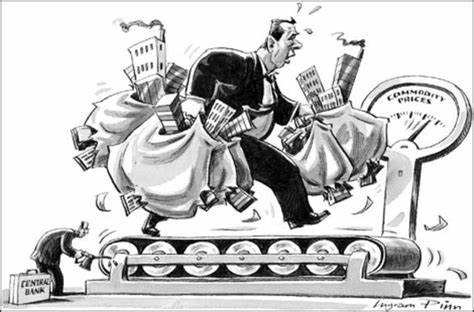 COMMODITY
PRICES
CENTRAL
BANK
Ingram Pinn